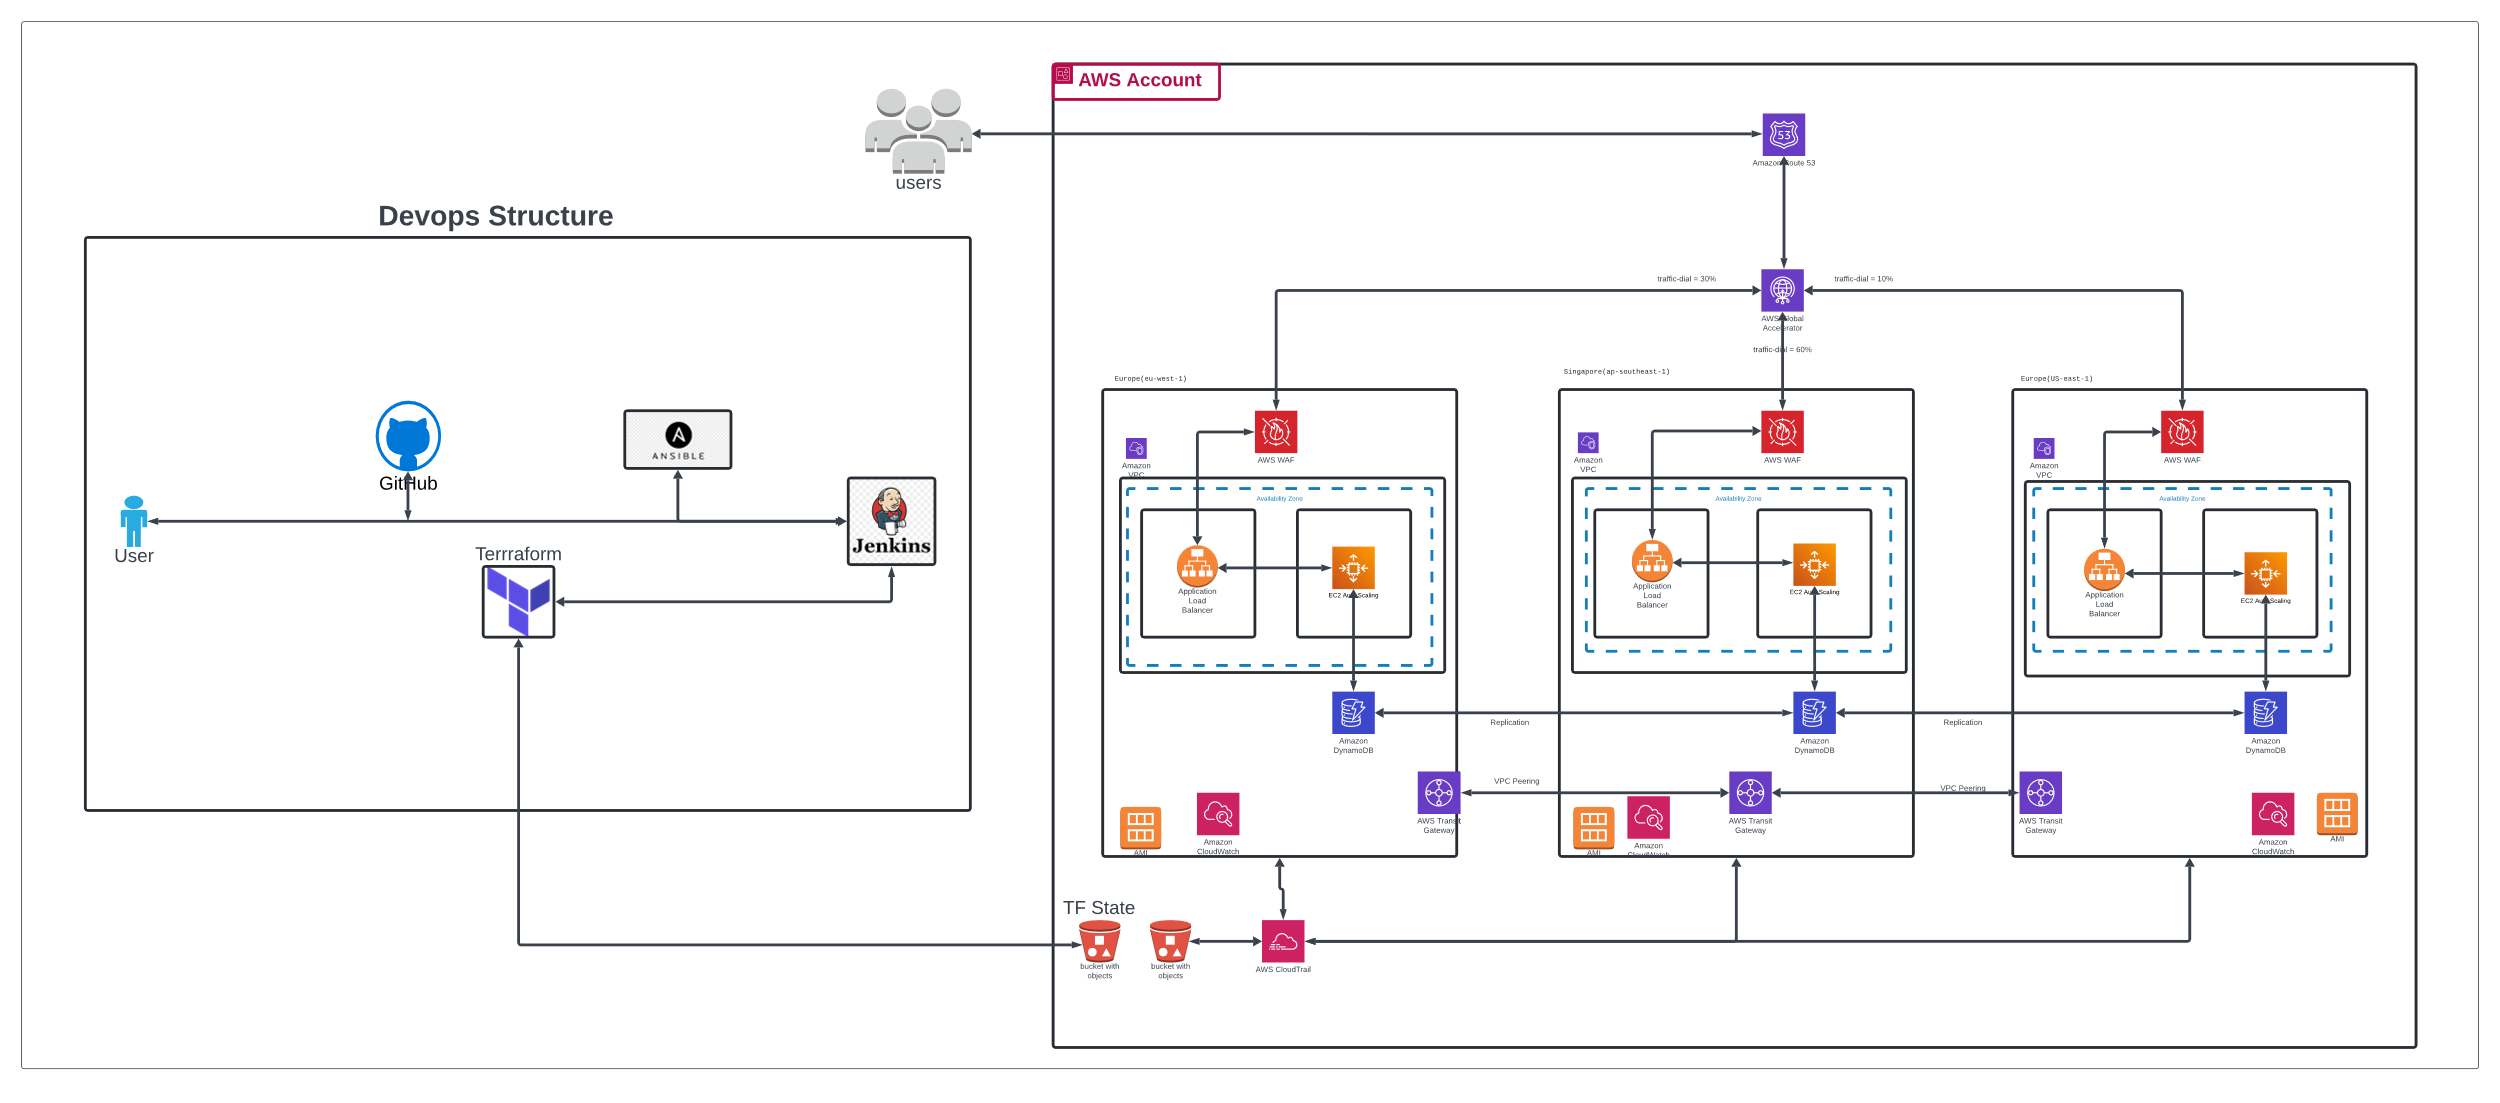 AWS Account
53
Amazon Route 53
users
Devops Structure
traffic-dial = 30%
traffic-dial = 10%
AWS Global
Accelerator
traffic-dial = 60%
Europe(eu-west-1)
Singapore(ap-southeast-1)
Europe(US-east-1)
AWS WAF
AWS WAF
AWS WAF
Amazon
VPC
Amazon
VPC
Amazon
VPC
Availability Zone
Availability Zone
Availability Zone
ANSIBLE
GitHub
User
Jenkins
Terrraform
Application
Load
Balancer
EC2 Auto Scaling
Application
Load
Balancer
EC2 Auto Scaling
Application
Load
Balancer
EC2 Auto Scaling
Replication
Replication
Amazon
DynamoDB
Amazon
DynamoDB
Amazon
DynamoDB
VPC Peering
VPC Peering
AWS Transit
Gateway
AWS Transit
Gateway
AWS Transit
Gateway
AMI
Amazon
CloudWatch
AMI
Amazon
CloudWatch
Amazon
CloudWatch
AMI
TF State
bucket with
objects
bucket with
objects
AWS CloudTrail